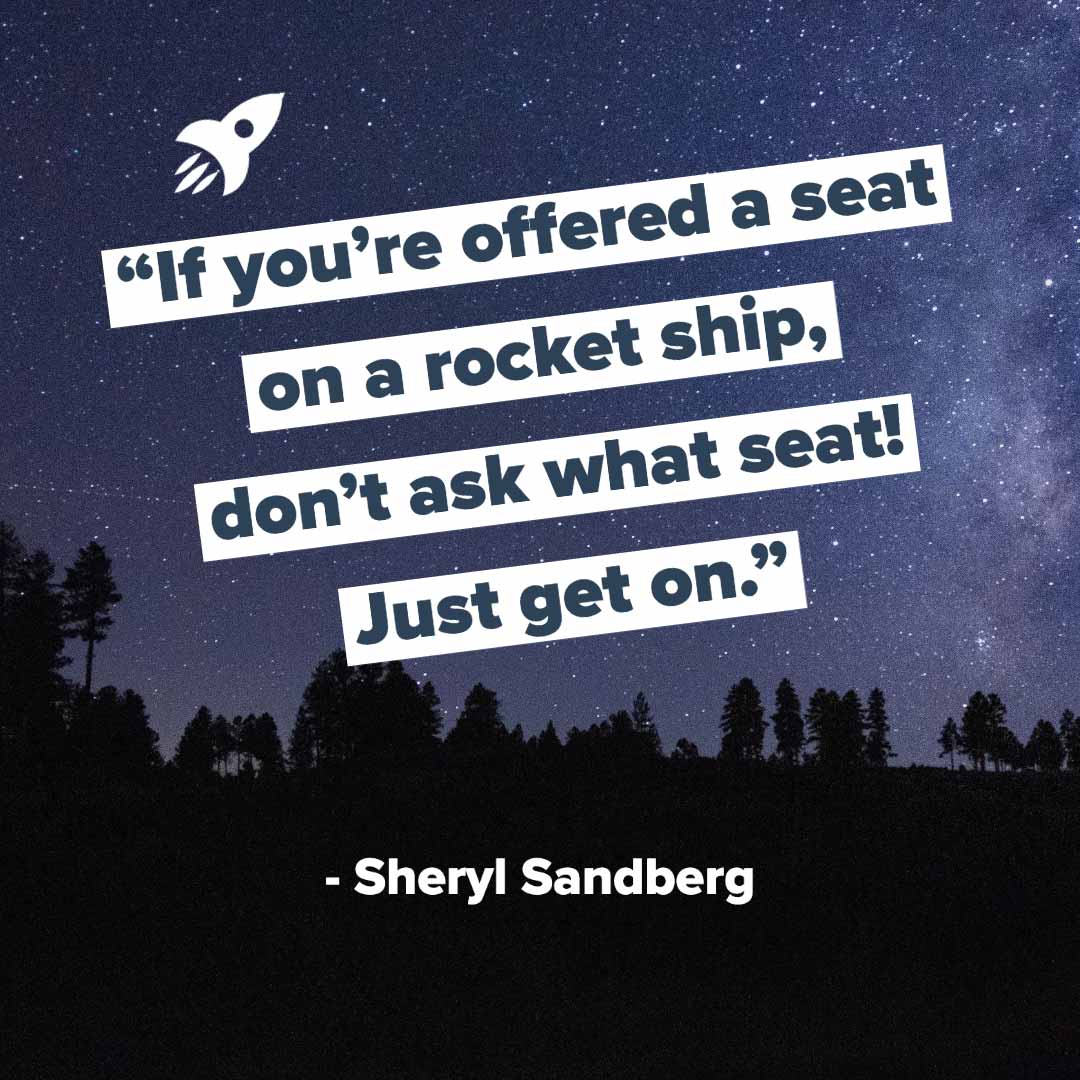 “If you’re offered a seat
on a rocket ship,
don’t ask what seat!
Just get on.”
- Sheryl Sandberg